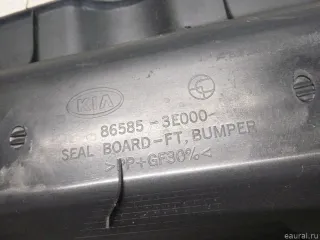 KIA
86585-3E000-
SEAL BOARD-FT, BUMPER
>PP+GF30%<
eaural.ru